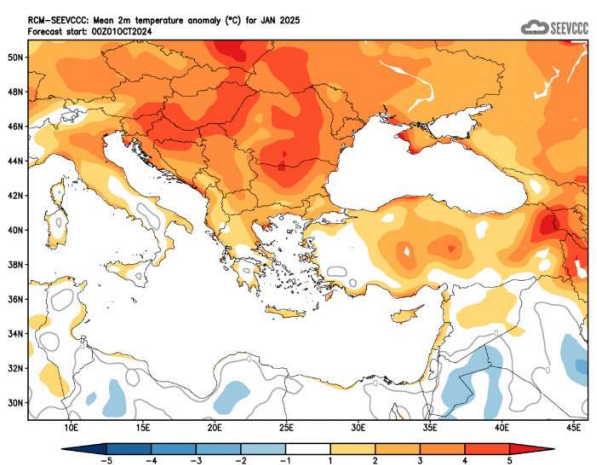 RCM-SEEVCCC: Mean 2m temperature anomaly (°C) for JAN 2025
Forecast start: 00Z01OCT2024
SEEVCCC
50N
48N
46N
44N
42N
40N
38N
36N
34N
32N
30N
10E 15E 20E 25E 30E 35E 40E 45E
-5 -4 -3 -2 -1 1 2 3 4 5